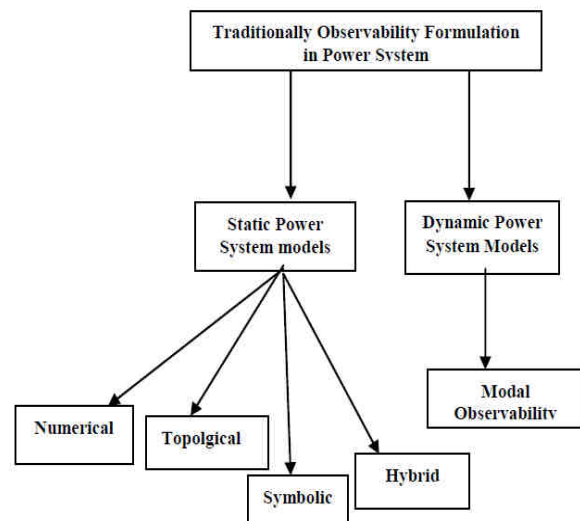 Traditionally Observability Formulation
in Power System
Static Power
System models
Dynamic Power
System Models
Numerical
Topolgical
Symbolic
Hybrid
Modal
Observability